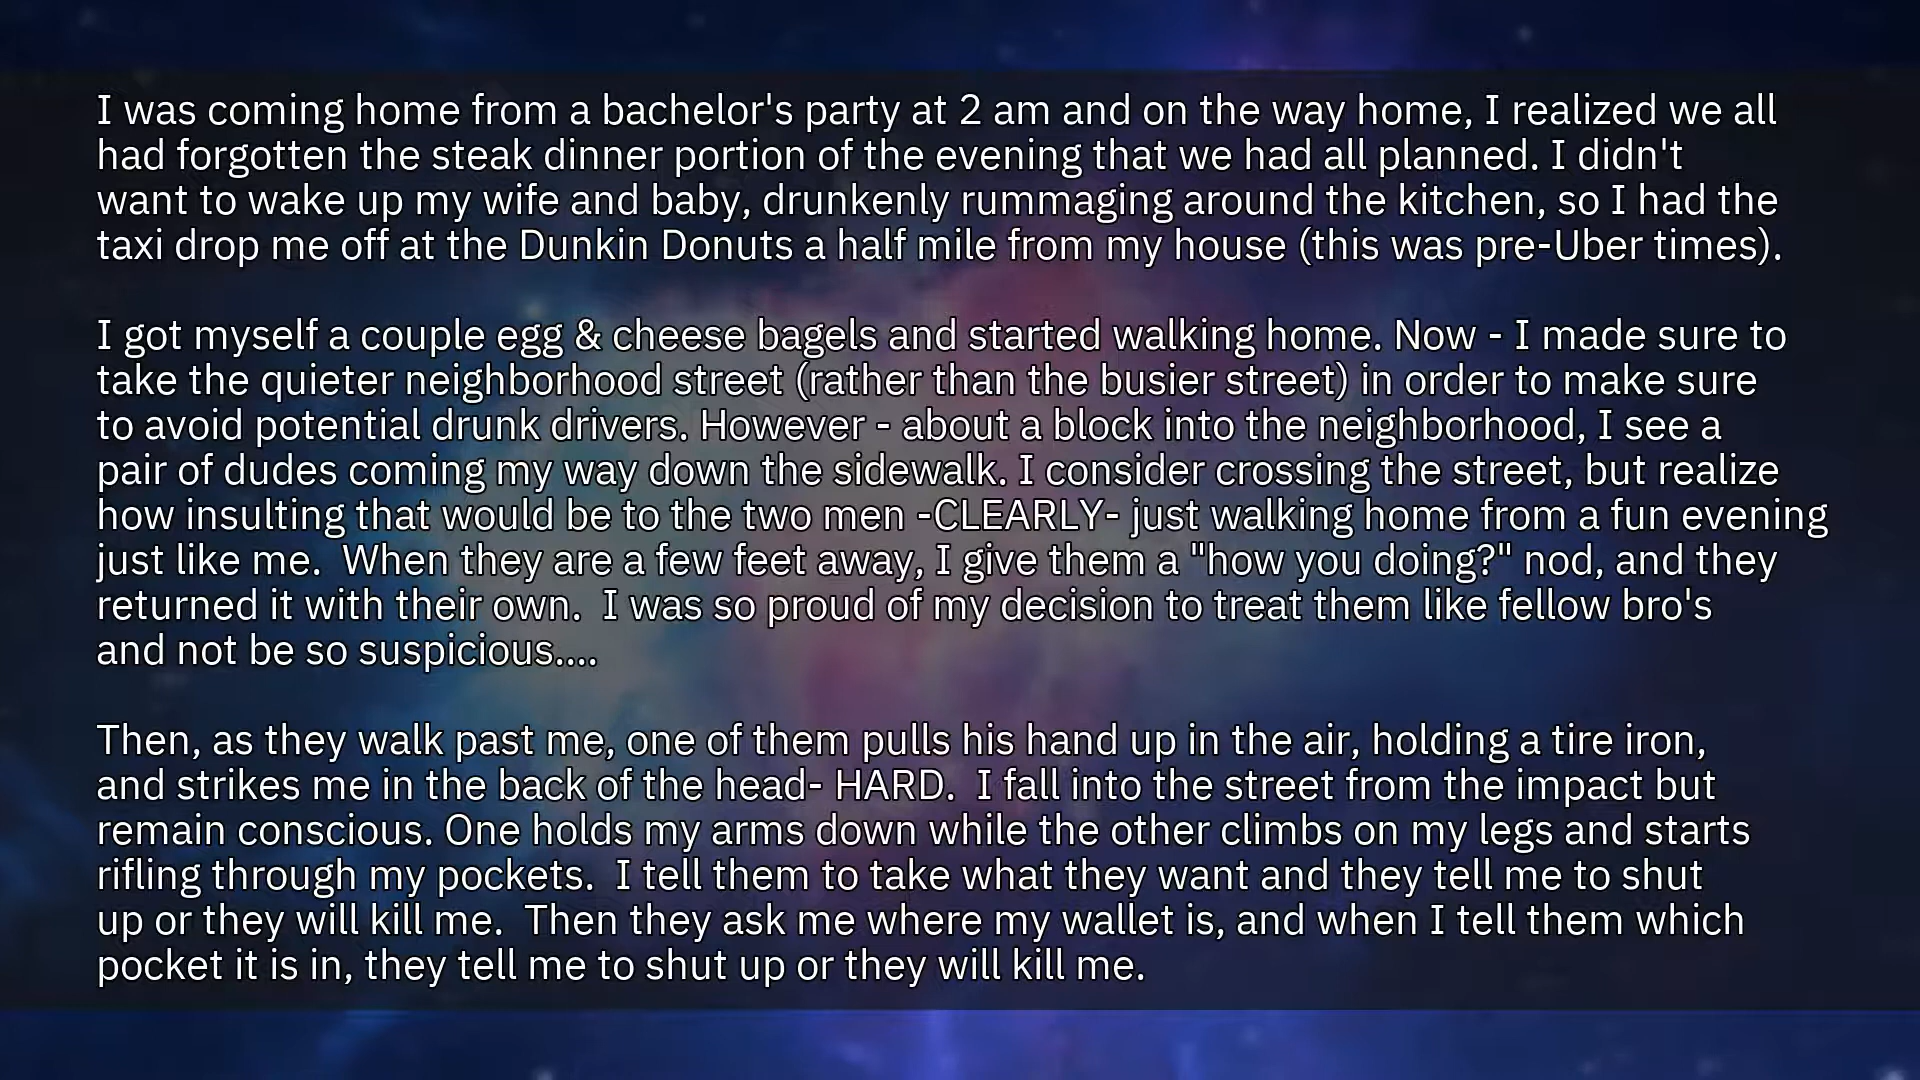 I was coming home from a bachelor's party at 2 am and on the way home, I realized we all
had forgotten the steak dinner portion of the evening that we had all planned. I didn't
want to wake up my wife and baby, drunkenly rummaging around the kitchen, so I had the
taxi drop me off at the Dunkin Donuts a half mile from my house (this was pre-Uber times).
I got myself a couple egg & cheese bagels and started walking home. Now - I made sure to
take the quieter neighborhood street (rather than the busier street) in order to make sure
to avoid potential drunk drivers. However - about a block into the neighborhood, I see a
pair of dudes coming my way down the sidewalk. I consider crossing the street, but realize
how insulting that would be to the two men -CLEARLY- just walking home from a fun evening
just like me.  When they are a few feet away, I give them a "how you doing?" nod, and they
returned it with their own.  I was so proud of my decision to treat them like fellow bro's
and not be so suspicious....
Then, as they walk past me, one of them pulls his hand up in the air, holding a tire iron,
and strikes me in the back of the head- HARD.  I fall into the street from the impact but
remain conscious. One holds my arms down while the other climbs on my legs and starts
rifling through my pockets.  I tell them to take what they want and they tell me to shut
up or they will kill me.  Then they ask me where my wallet is, and when I tell them which
pocket it is in, they tell me to shut up or they will kill me.